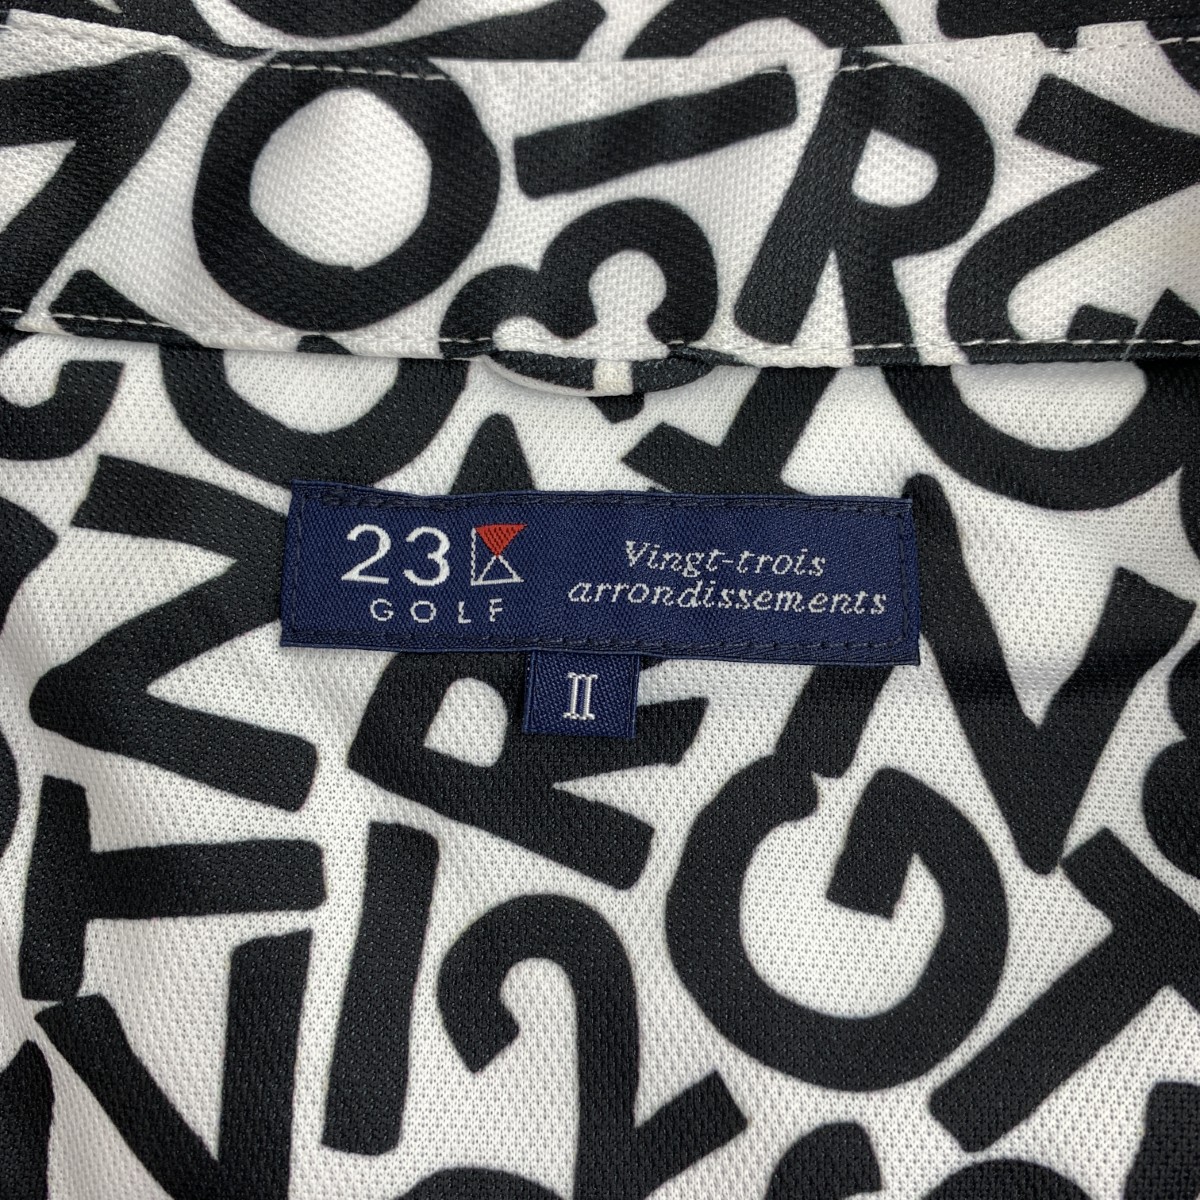 23
GOLF
Vingt-trois
arrondissements
II